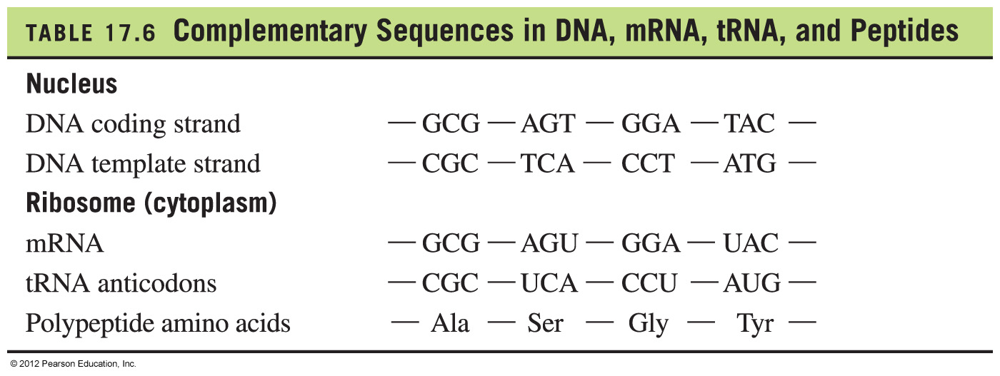 TABLE 17.6 Complementary Sequences in DNA, mRNA, tRNA, and Peptides
Nucleus
DNA coding strand — GCG — AGT — GGA — TAC —
DNA template strand — CGC — TCA — CCT — ATG —
Ribosome (cytoplasm)
mRNA — GCG — AGU — GGA — UAC —
tRNA anticodons — CGC — UCA — CCU — AUG —
Polypeptide amino acids — Ala — Ser — Gly — Tyr —
© 2012 Pearson Education, Inc.